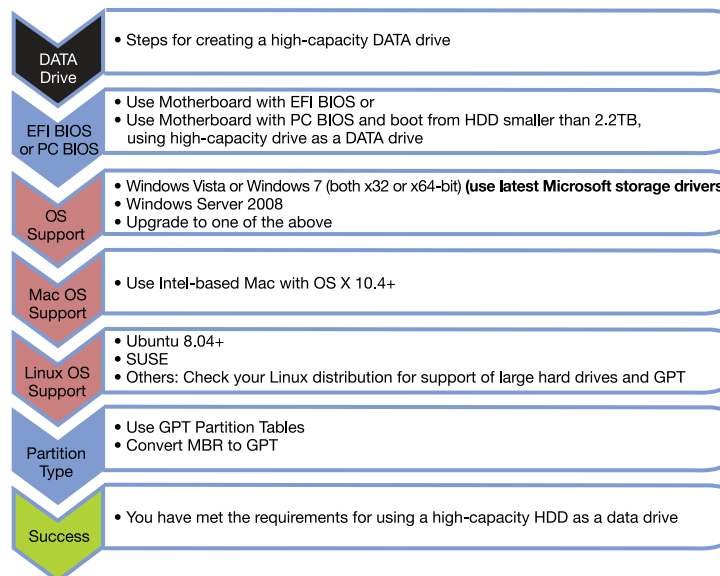 DATA
Drive
• Steps for creating a high-capacity DATA drive
EFI BIOS
or PC BIOS
• Use Motherboard with EFI BIOS or
• Use Motherboard with PC BIOS and boot from HDD smaller than 2.2TB,
using high-capacity drive as a DATA drive
OS
Support
• Windows Vista or Windows 7 (both x32 or x64-bit) (use latest Microsoft storage drivers
• Windows Server 2008
• Upgrade to one of the above
Mac OS
Support
• Use Intel-based Mac with OS X 10.4+
Linux OS
Support
• Ubuntu 8.04+
• SUSE
• Others: Check your Linux distribution for support of large hard drives and GPT
Partition
Type
• Use GPT Partition Tables
• Convert MBR to GPT
Success
• You have met the requirements for using a high-capacity HDD as a data drive